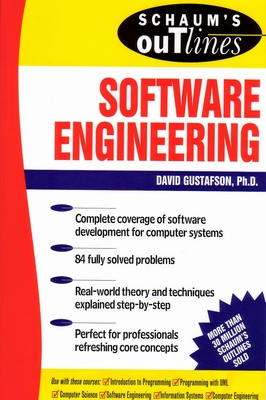 SCHAUM'S
OUTlines
SOFTWARE
ENGINEERING
DAVID GUSTAFSON, Ph.D.
Complete coverage of software
development for computer systems
84 fully solved problems
Real-world theory and techniques
explained step-by-step
Perfect for professionals
refreshing core concepts
MORE THAN
30 MILLION
SCHAUM'S
OUTLINES
SOLD
Use with these courses: Introduction to Programming Programming with UML
Computer Science Software Engineering Information Systems Computer Engineering